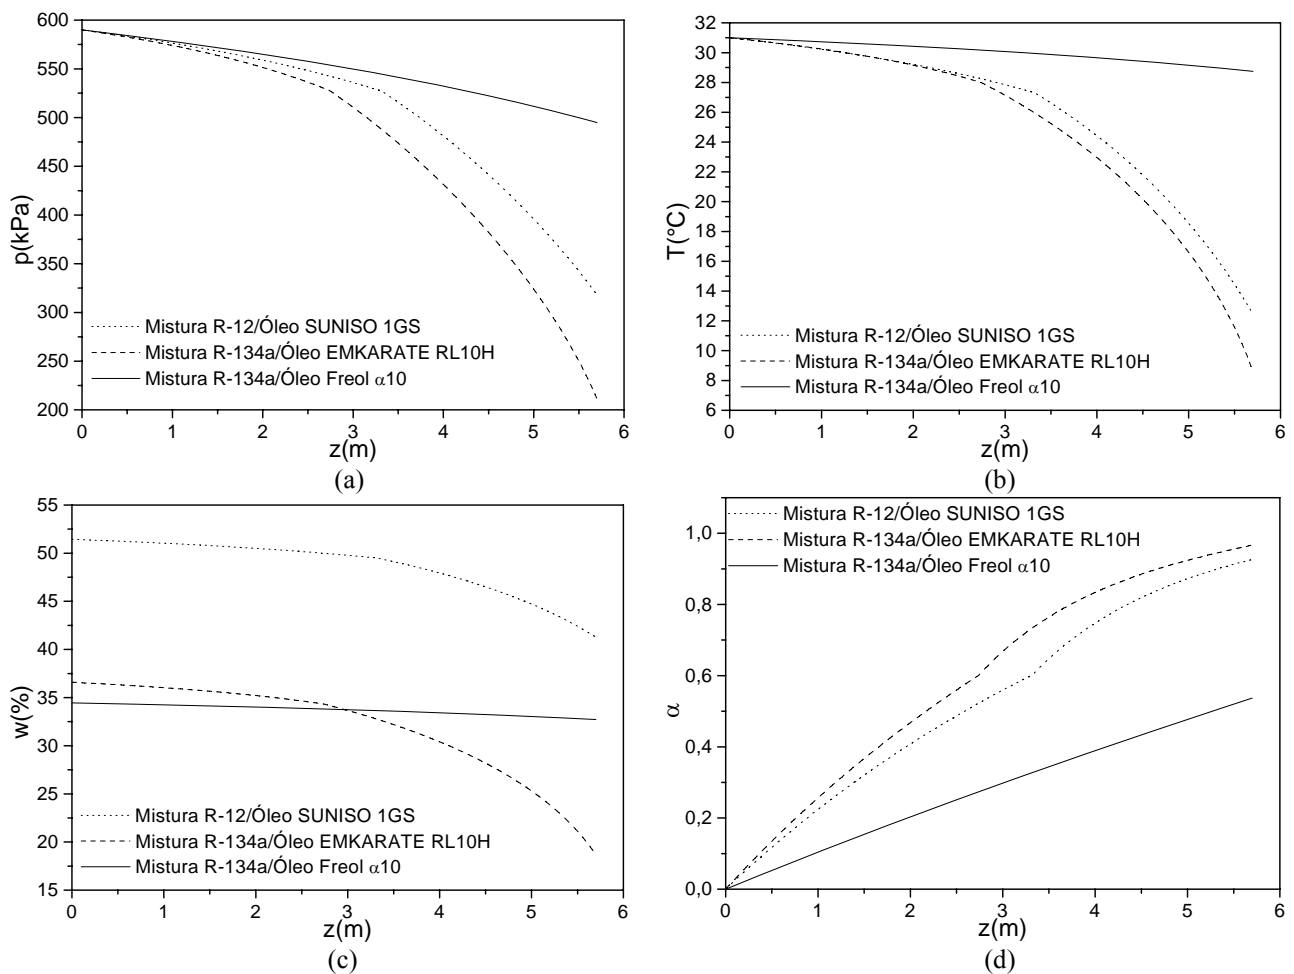 600
550
500
450
400
350
300
250
200
p(kPa)
Mistura R-12/Óleo SUNISO 1GS
Mistura R-134a/Óleo EMKARATE RL10H
Mistura R-134a/Óleo Freol α10
0 1 2 3 4 5 6
z(m)
(a)
32
30
28
26
24
22
20
18
16
14
12
10
8
6
T(°C)
Mistura R-12/Óleo SUNISO 1GS
Mistura R-134a/Óleo EMKARATE RL10H
Mistura R-134a/Óleo Freol α10
0 1 2 3 4 5 6
z(m)
(b)
55
50
45
40
35
33
25
20
15
w(%)
Mistura R-12/Óleo SUNISO 1GS
Mistura R-134a/Óleo EMKARATE RL10H
Mistura R-134a/Óleo Freol α10
0 1 2 3 4 5 6
z(m)
(c)
1,0
0,8
0,6
0,4
0,2
0,0
α
Mistura R-12/Óleo SUNISO 1GS
Mistura R-134a/Óleo EMKARATE RL10H
Mistura R-134a/Óleo Freol α10
0 1 2 3 4 5 6
z(m)
(d)